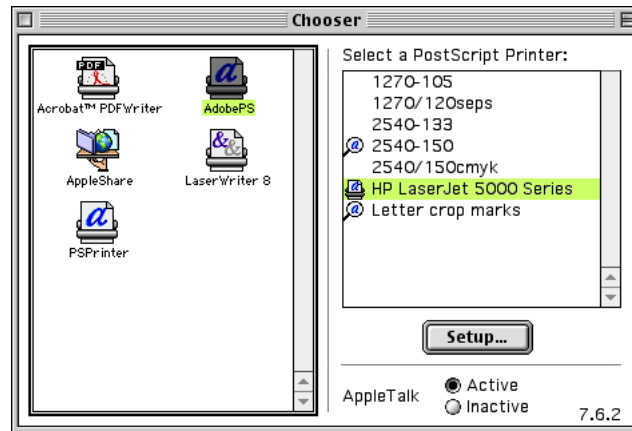 Chooser
PDF
Acrobat™ PDFWriter
a
AdobePS
AppleShare
&&
LaserWriter 8
a
PSPrinter
Select a PostScript Printer:
1270-105
1270/120seps
2540-133
a 2540-150
2540/150cmyk
a HP LaserJet 5000 Series
a Letter crop marks
Setup...
AppleTalk
Active
Inactive
7.6.2